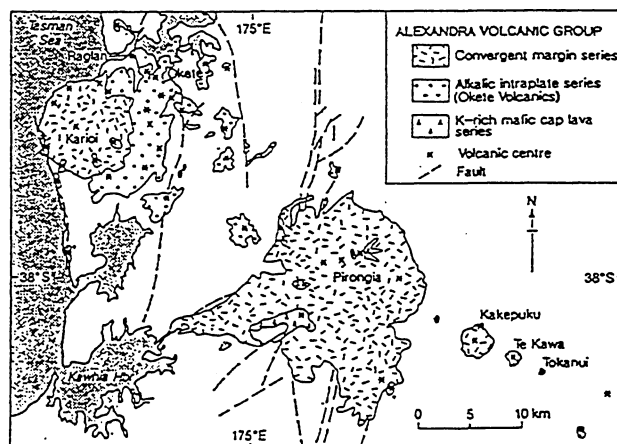 Tasman
Sea
Raglan
Okete
Karioi
175°E
ALEXANDRA VOLCANIC GROUP
Convergent margin series
Alkalic intraplate series
(Okete Volcanics)
K-rich mafic cap lava
series
Volcanic centre
Fault
N
38°S
Pirongia
38°S
Kakepuku
Te Kawa
Tokanui
Kawhia
175°E
0 5 10 km